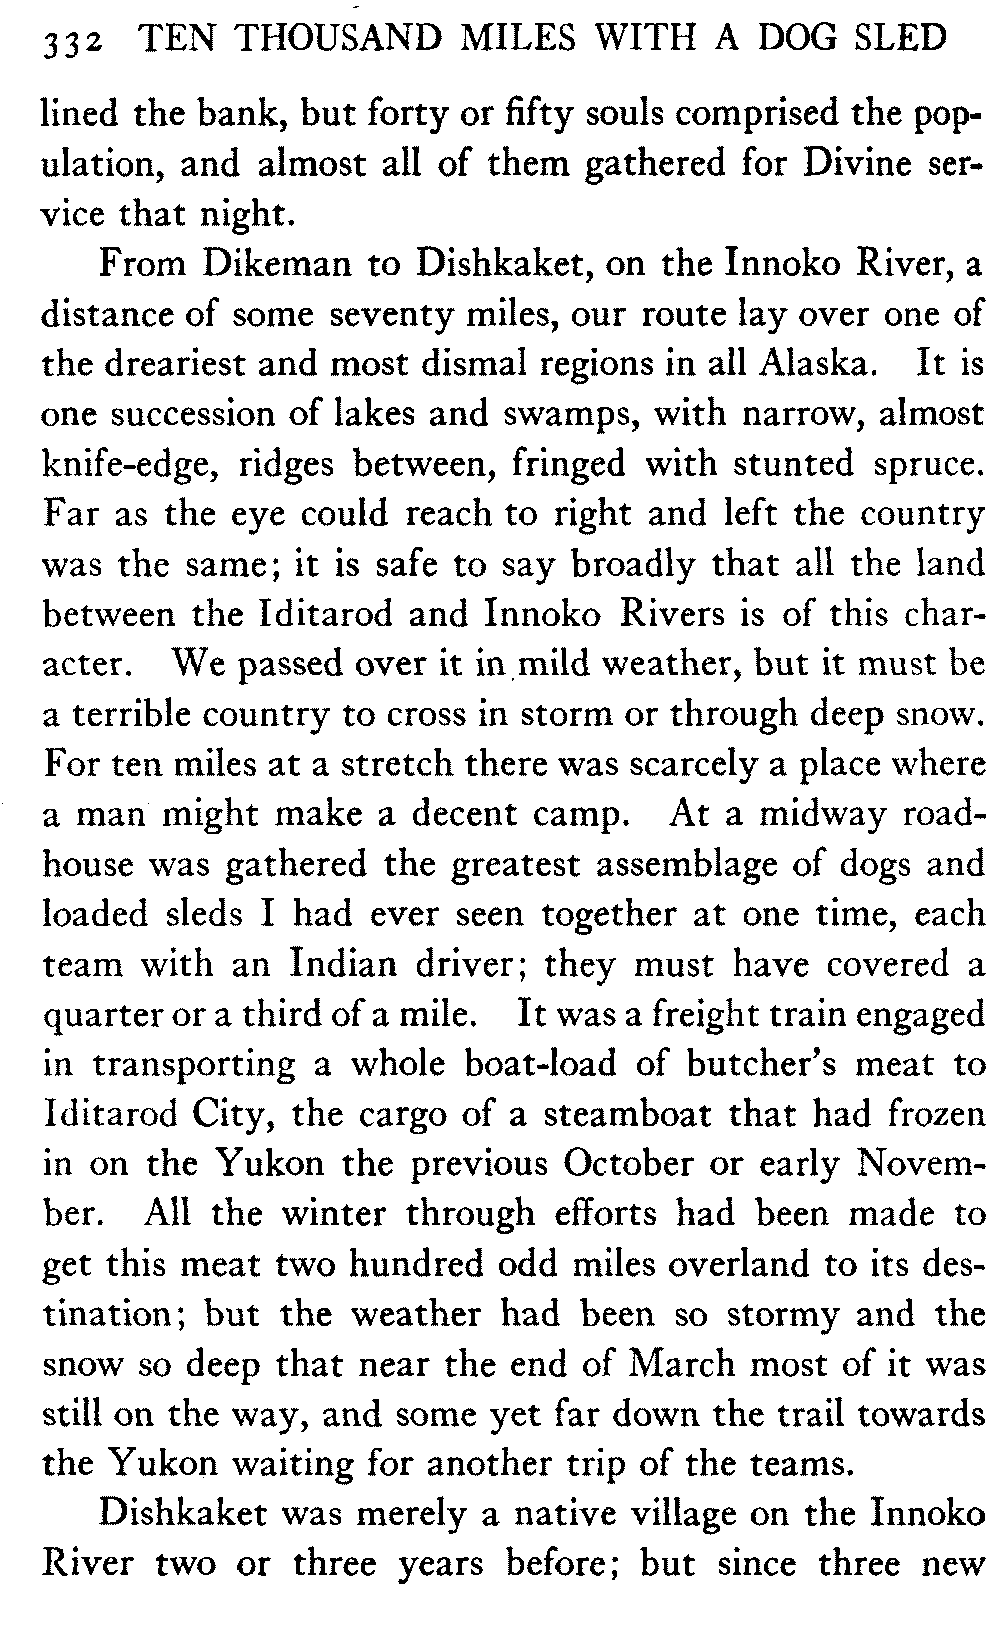 332 TEN THOUSAND MILES WITH A DOG SLED
lined the bank, but forty or fifty souls comprised the pop-
ulation, and almost all of them gathered for Divine ser-
vice that night.
From Dikeman to Dishkaket, on the Innoko River, a
distance of some seventy miles, our route lay over one of
the dreariest and most dismal regions in all Alaska. It is
one succession of lakes and swamps, with narrow, almost
knife-edge, ridges between, fringed with stunted spruce.
Far as the eye could reach to right and left the country
was the same; it is safe to say broadly that all the land
between the Iditarod and Innoko Rivers is of this char-
acter. We passed over it in mild weather, but it must be
a terrible country to cross in storm or through deep snow.
For ten miles at a stretch there was scarcely a place where
a man might make a decent camp. At a midway road-
house was gathered the greatest assemblage of dogs and
loaded sleds I had ever seen together at one time, each
team with an Indian driver; they must have covered a
quarter or a third of a mile. It was a freight train engaged
in transporting a whole boat-load of butcher's meat to
Iditarod City, the cargo of a steamboat that had frozen
in on the Yukon the previous October or early Novem-
ber. All the winter through efforts had been made to
get this meat two hundred odd miles overland to its des-
tination; but the weather had been so stormy and the
snow so deep that near the end of March most of it was
still on the way, and some yet far down the trail towards
the Yukon waiting for another trip of the teams.
Dishkaket was merely a native village on the Innoko
River two or three years before; but since three new